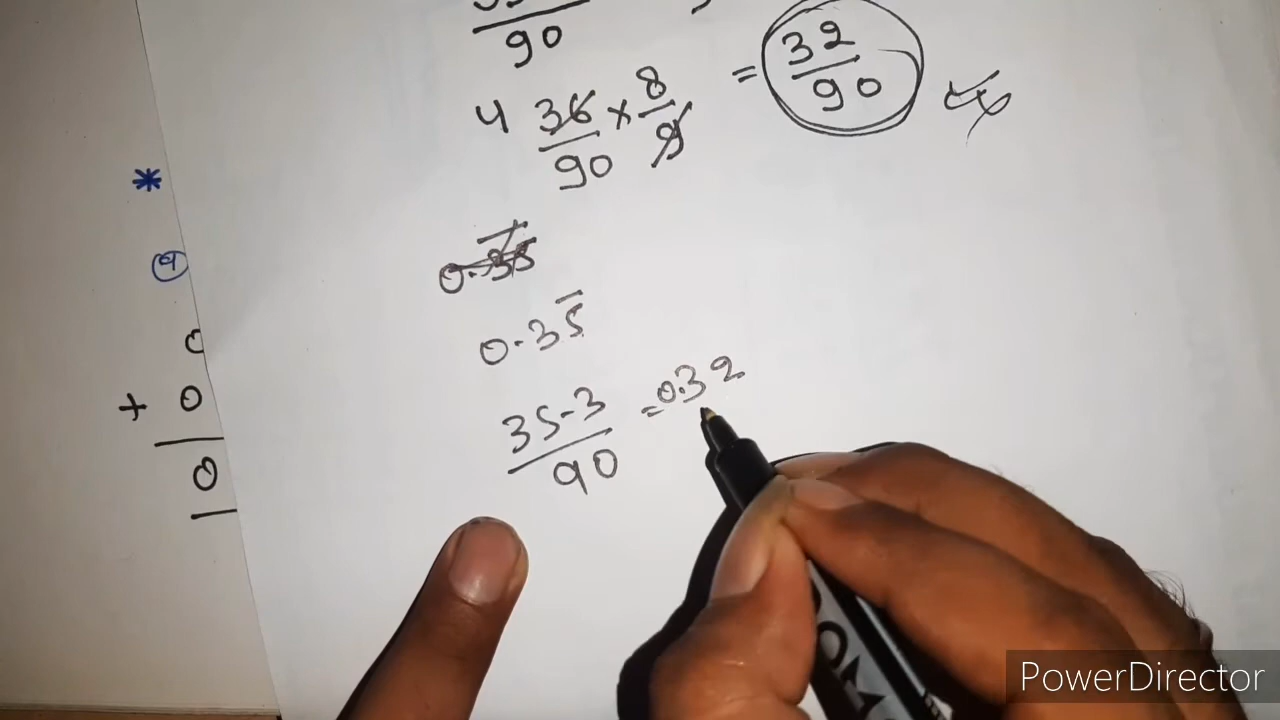 90
= 32/90
4 36/90 × 8/9
*
0.35
0.35̅
35-3/90 = 0.32
0
+ 0
0
PowerDirector